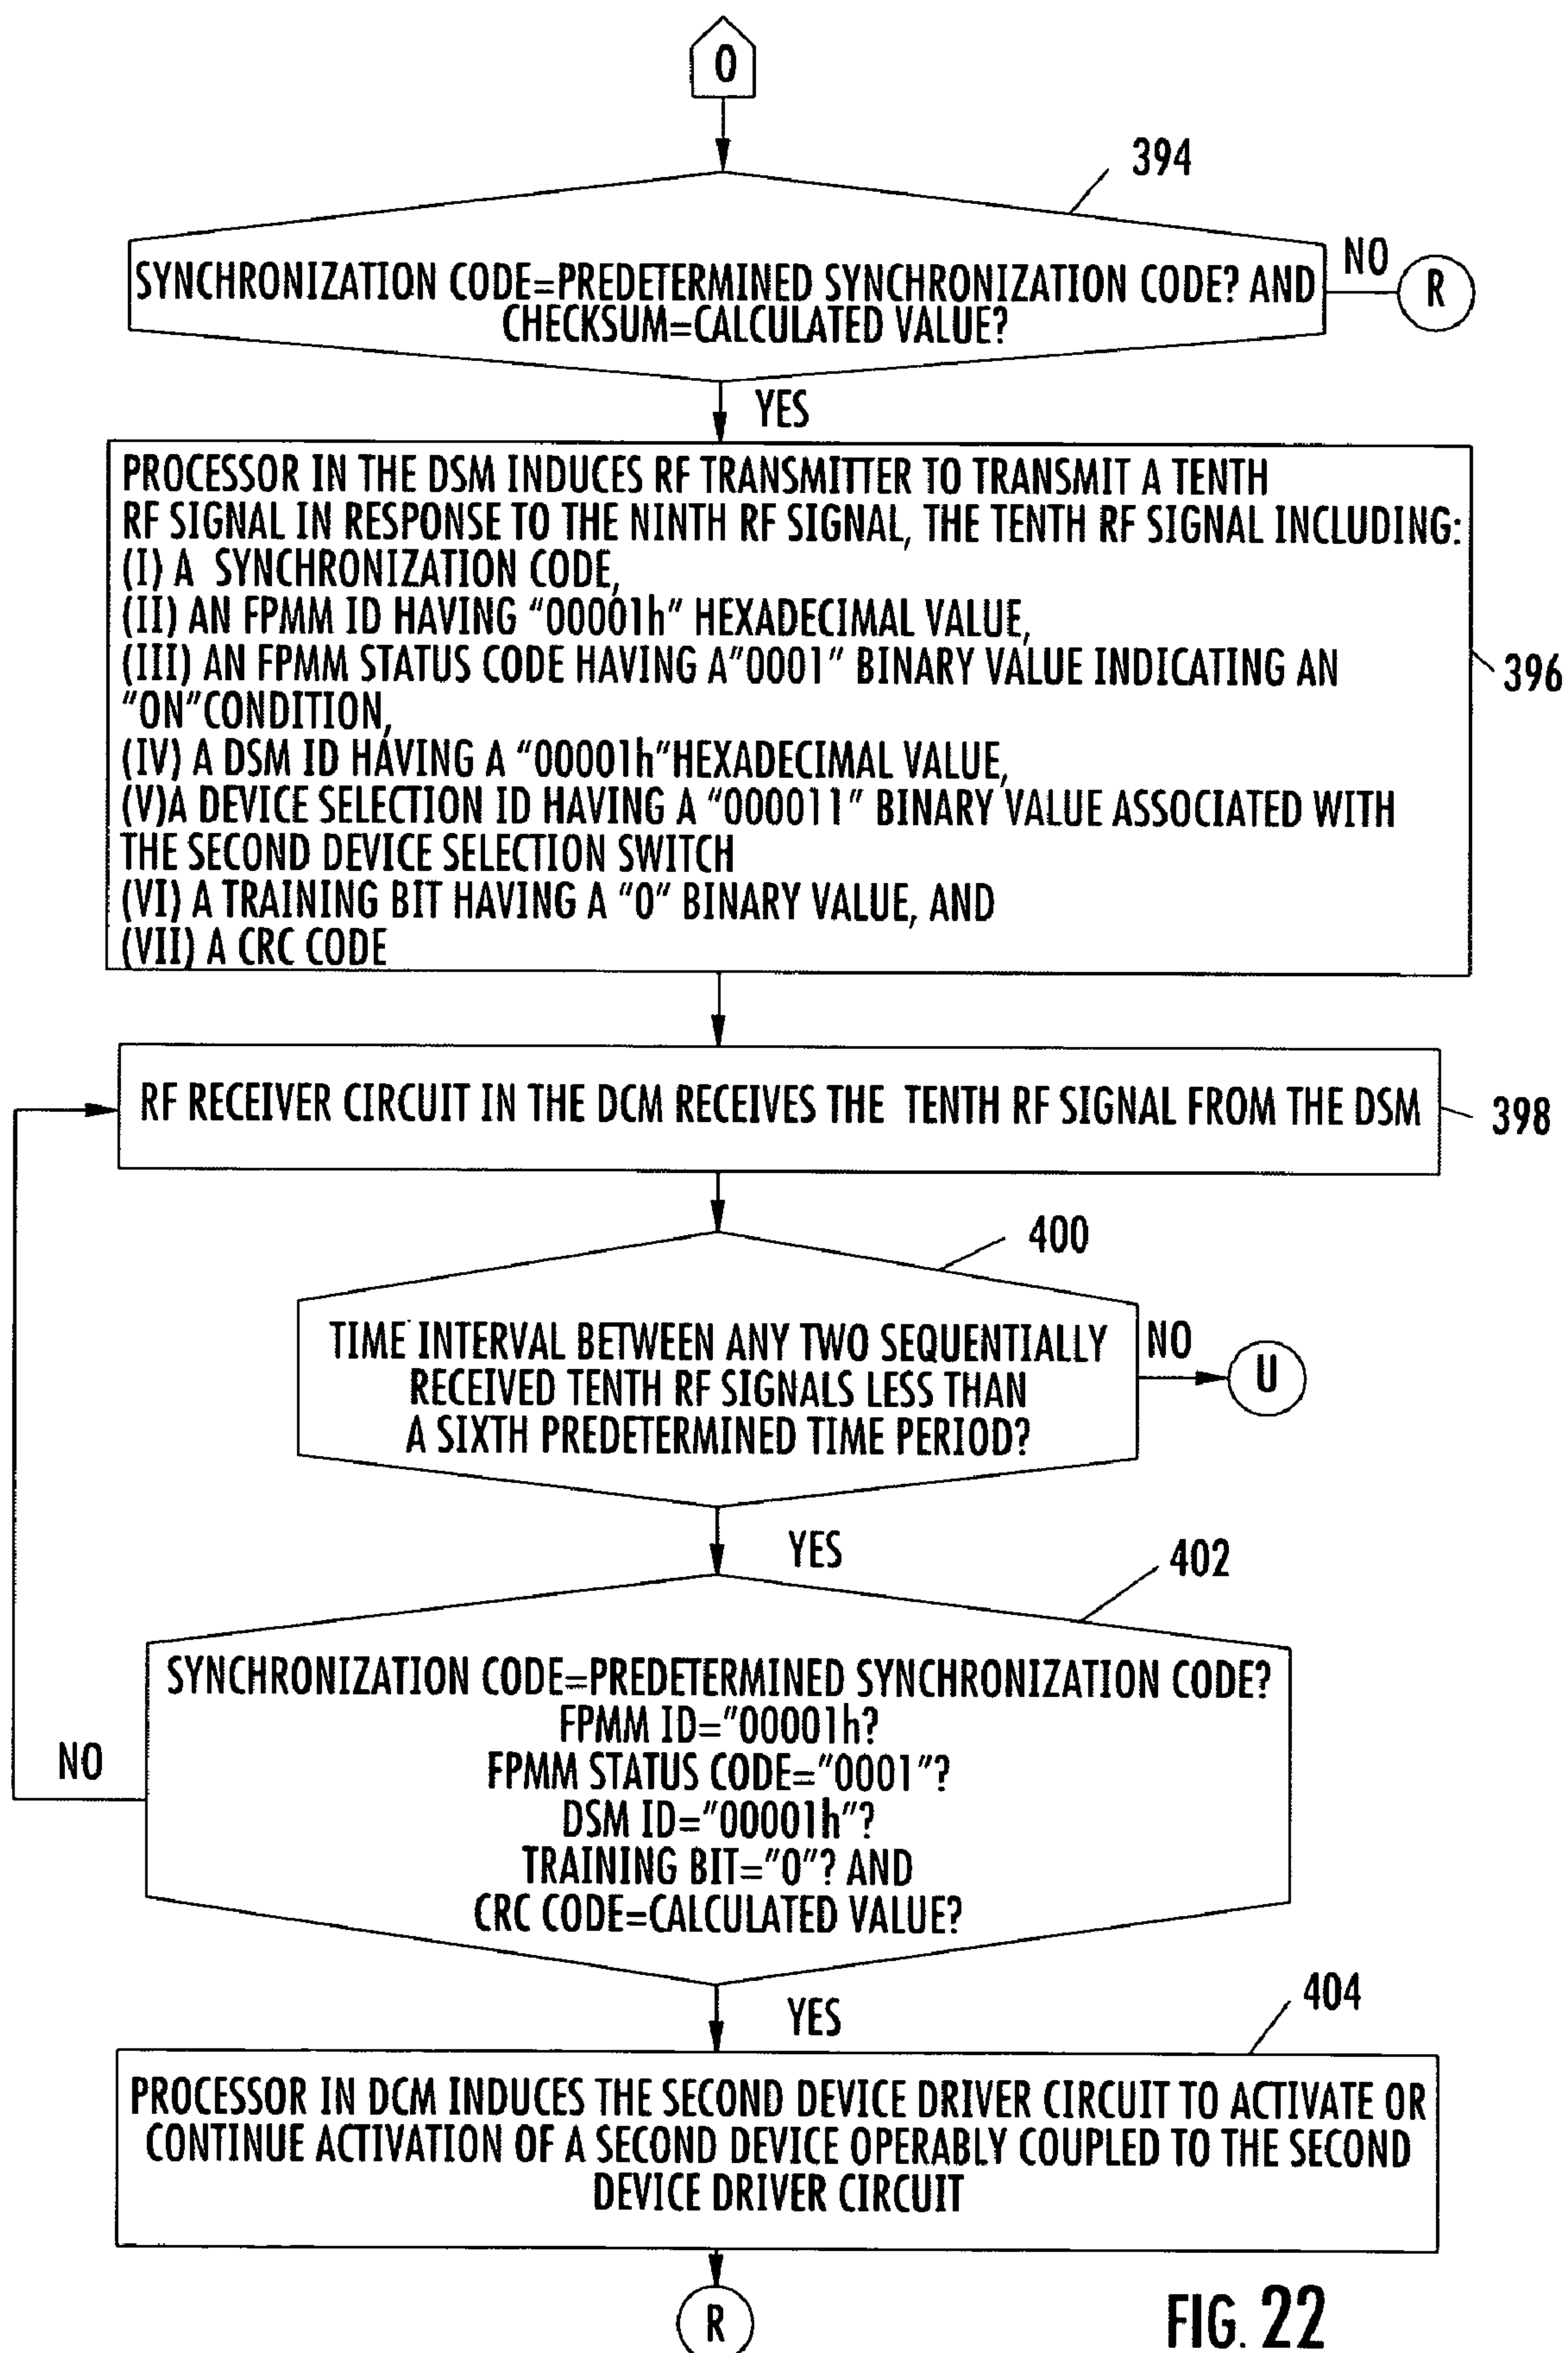 O
394
SYNCHRONIZATION CODE=PREDETERMINED SYNCHRONIZATION CODE? AND
CHECKSUM=CALCULATED VALUE?
NO
R
YES
PROCESSOR IN THE DSM INDUCES RF TRANSMITTER TO TRANSMIT A TENTH
RF SIGNAL IN RESPONSE TO THE NINTH RF SIGNAL, THE TENTH RF SIGNAL INCLUDING:
(I) A SYNCHRONIZATION CODE,
(II) AN FPMM ID HAVING "00001h" HEXADECIMAL VALUE,
(III) AN FPMM STATUS CODE HAVING A"0001" BINARY VALUE INDICATING AN
"ON"CONDITION,
(IV) A DSM ID HAVING A "00001h"HEXADECIMAL VALUE,
(V)A DEVICE SELECTION ID HAVING A "000011" BINARY VALUE ASSOCIATED WITH
THE SECOND DEVICE SELECTION SWITCH
(VI) A TRAINING BIT HAVING A "0" BINARY VALUE, AND
(VII) A CRC CODE
396
RF RECEIVER CIRCUIT IN THE DCM RECEIVES THE TENTH RF SIGNAL FROM THE DSM
398
400
TIME INTERVAL BETWEEN ANY TWO SEQUENTIALLY
RECEIVED TENTH RF SIGNALS LESS THAN
A SIXTH PREDETERMINED TIME PERIOD?
NO
U
YES
402
SYNCHRONIZATION CODE=PREDETERMINED SYNCHRONIZATION CODE?
FPMM ID="00001h?
FPMM STATUS CODE="0001"?
DSM ID="00001h"?
TRAINING BIT="0"? AND
CRC CODE=CALCULATED VALUE?
NO
YES
404
PROCESSOR IN DCM INDUCES THE SECOND DEVICE DRIVER CIRCUIT TO ACTIVATE OR
CONTINUE ACTIVATION OF A SECOND DEVICE OPERABLY COUPLED TO THE SECOND
DEVICE DRIVER CIRCUIT
R
FIG. 22